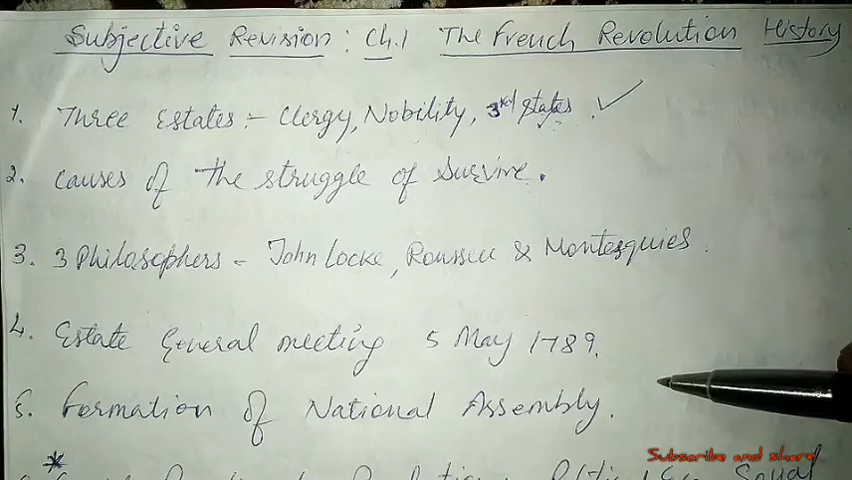 Subjective Revision : Ch.1 The French Revolution History
1. Three Estates :- Clergy, Nobility, 3rd states. ✓
2. Causes of the struggle of survive.
3. 3 Philosophers - John Locke, & Montesquies.
4. Estate General meeting 5 May 1789.
5. Formation of National Assembly.
Subscribe and share